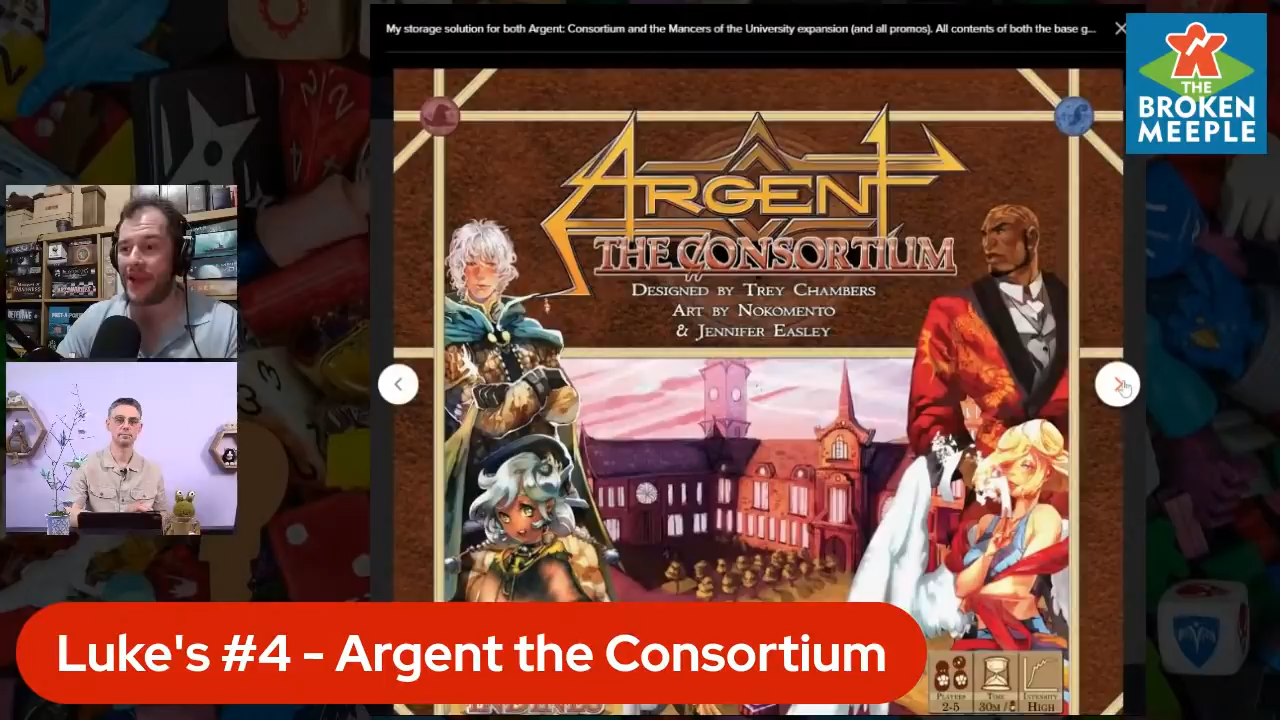 My storage solution for both Argent: Consortium and the Mancers of the University expansion (and all promos). All contents of both the base g...
THE
BROKEN
MEEPLE
ARGENT
THE CONSORTIUM
DESIGNED BY TREY CHAMBERS
ART BY NOKOMENTO
& JENNIFER EASLEY
PLAYERS
2-5
TIME
30M /
INTENSITY
HIGH
Luke's #4 - Argent the Consortium